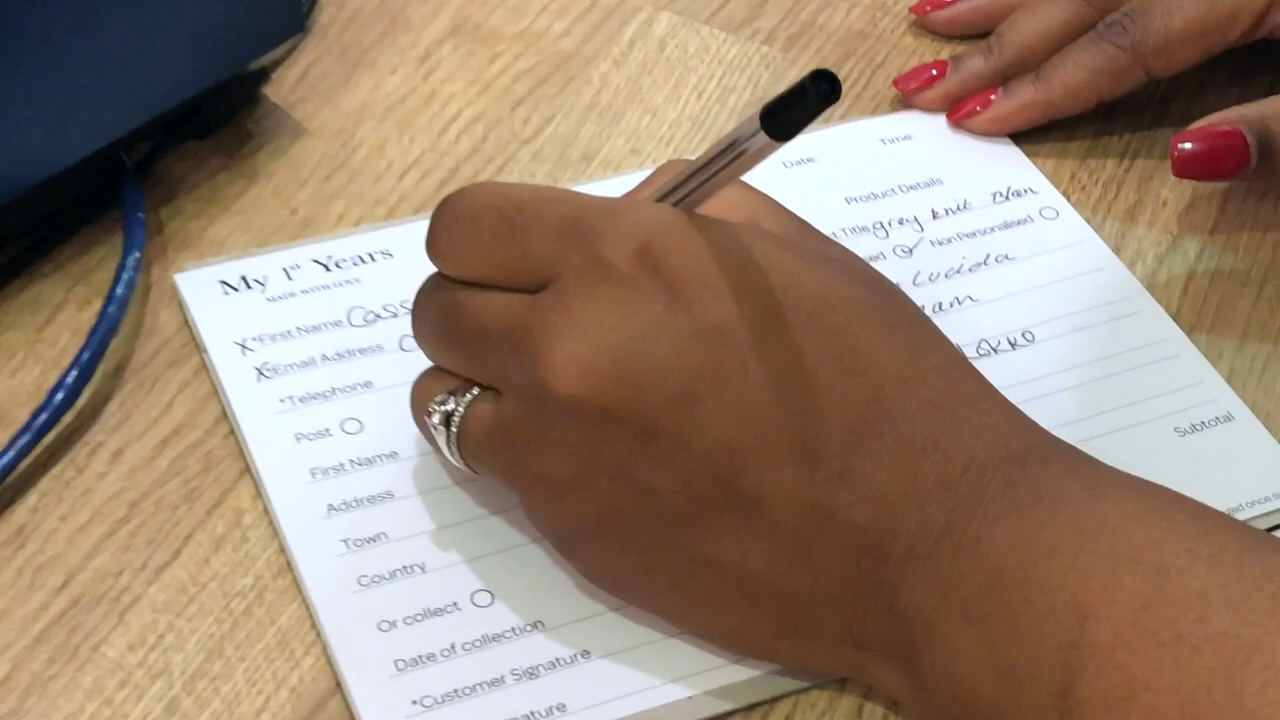 My 1st Years
MADE WITH LOVE
X *First Name Cass
X *Email Address
*Telephone
Post
First Name
Address
Town
Country
Or collect
Date of collection
*Customer Signature
Date: Time:
Product Details
Title grey knit Blan
Non Personalised
Lucida
Subtotal